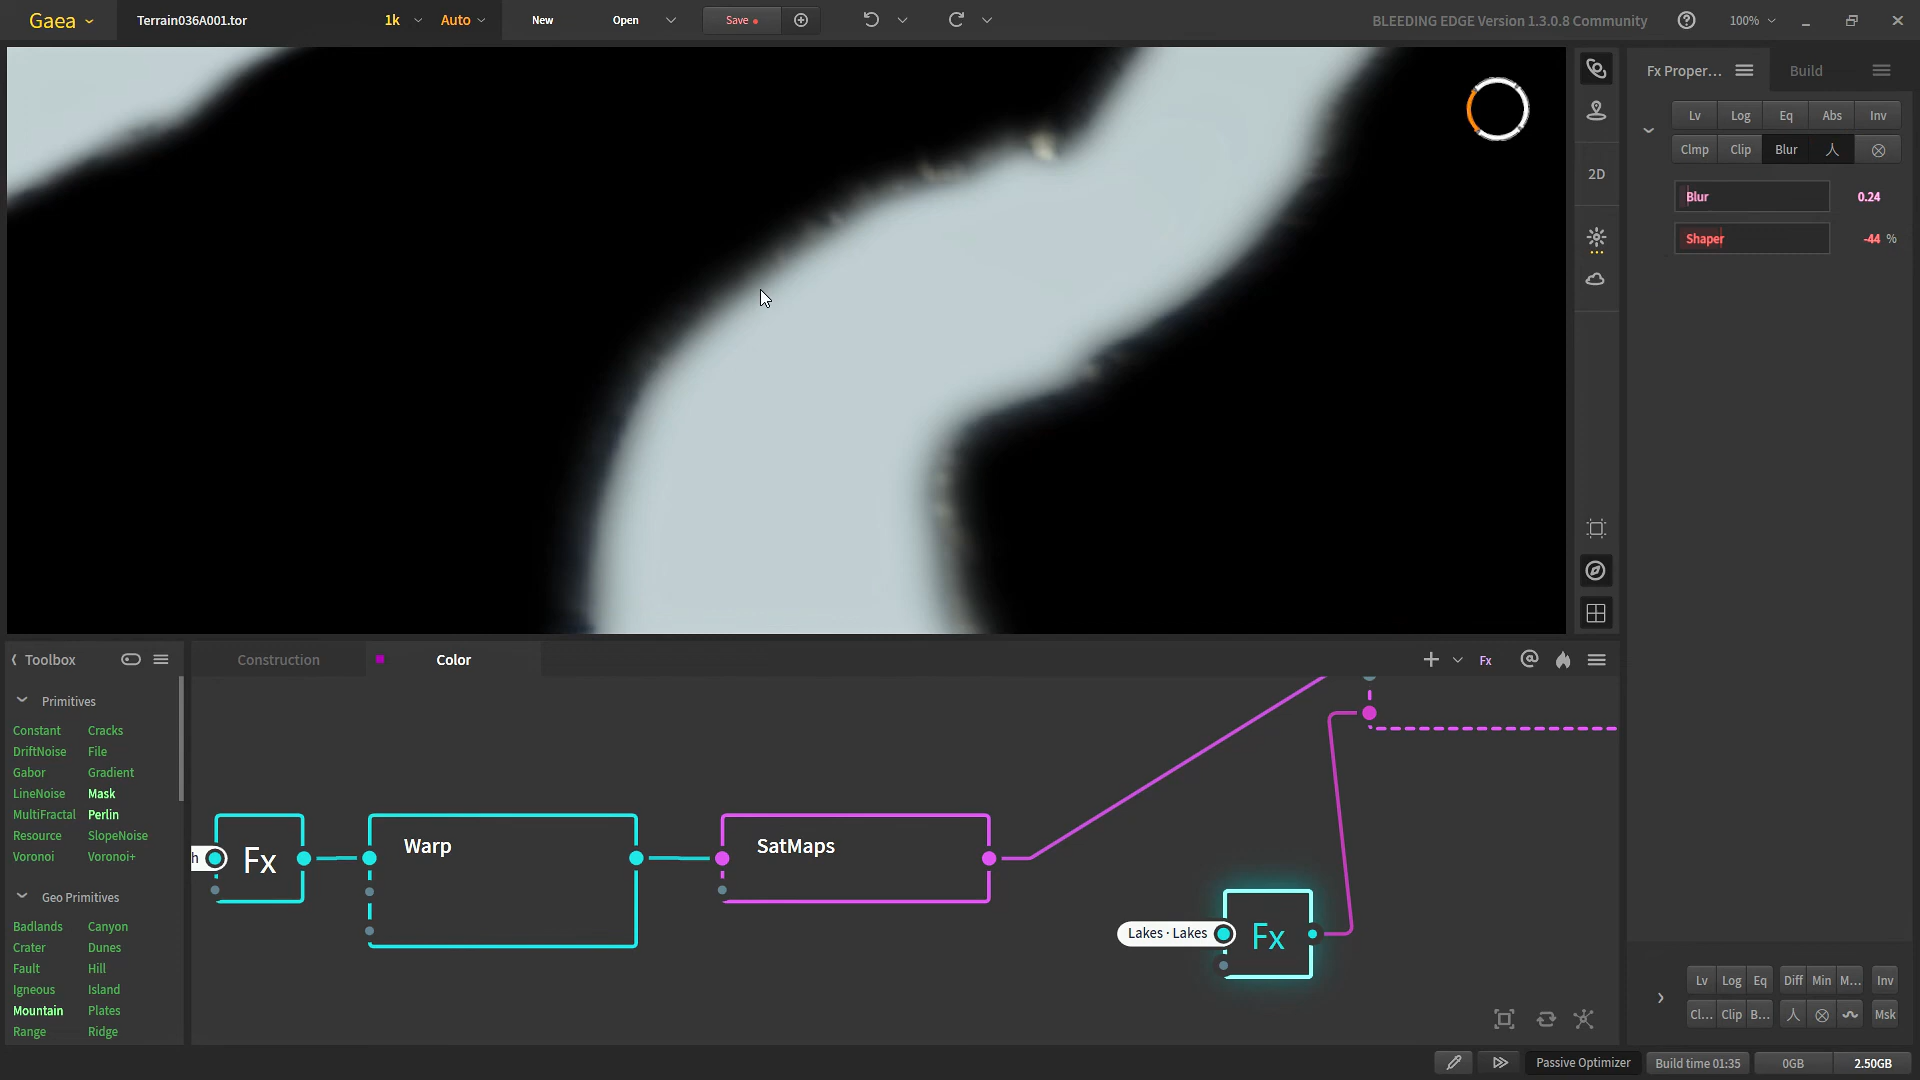 Gaea
Terrain036A001.tor
1k
Auto
New
Open
Save
BLEEDING EDGE Version 1.3.0.8 Community
100%
Fx Proper...
Build
Lv Log Eq Abs Inv
Clmp Clip Blur 人
Blur 0.24
Shaper -44 %
2D
Toolbox
Construction
Color
Fx
Primitives
Constant Cracks
DriftNoise File
Gabor Gradient
LineNoise Mask
MultiFractal Perlin
Resource SlopeNoise
Voronoi Voronoi+
Geo Primitives
Badlands Canyon
Crater Dunes
Fault Hill
Igneous Island
Mountain Plates
Range Ridge
h
Fx
Warp
SatMaps
Lakes · Lakes
Fx
Lv Log Eq Diff Min M... Inv
Cl... Clip B... 人 Msk
Passive Optimizer
Build time 01:35
0GB
2.50GB